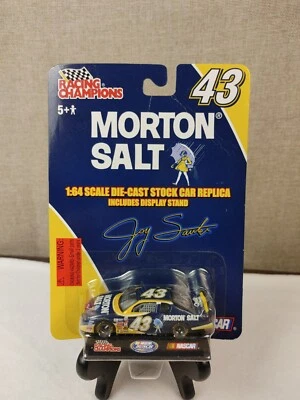 RACING
CHAMPIONS
43
5+
MORTON®
SALT
1:64 SCALE DIE-CAST STOCK CAR REPLICA
INCLUDES DISPLAY STAND
WARNING:
43
43
MORTON SALT
NASCAR
CAR